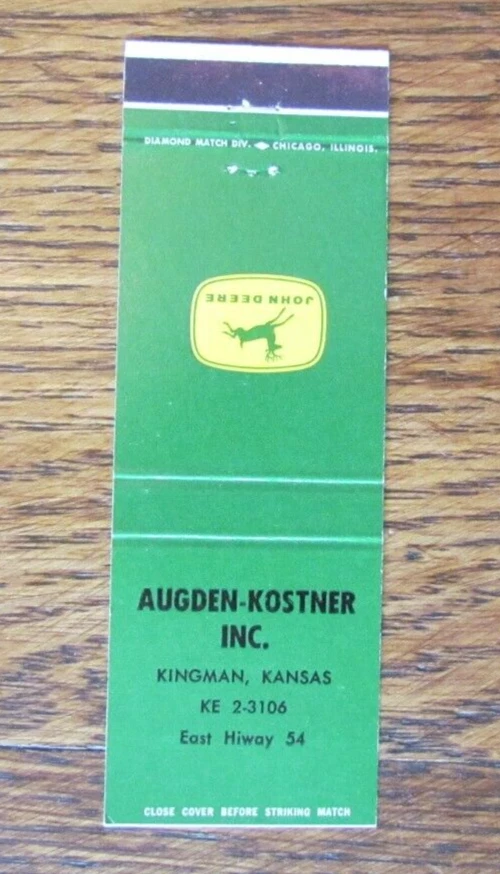 DIAMOND MATCH DIV. CHICAGO, ILLINOIS.
JOHN DEERE
AUGDEN-KOSTNER
INC.
KINGMAN, KANSAS
KE 2-3106
East Hiway 54
CLOSE COVER BEFORE STRIKING MATCH